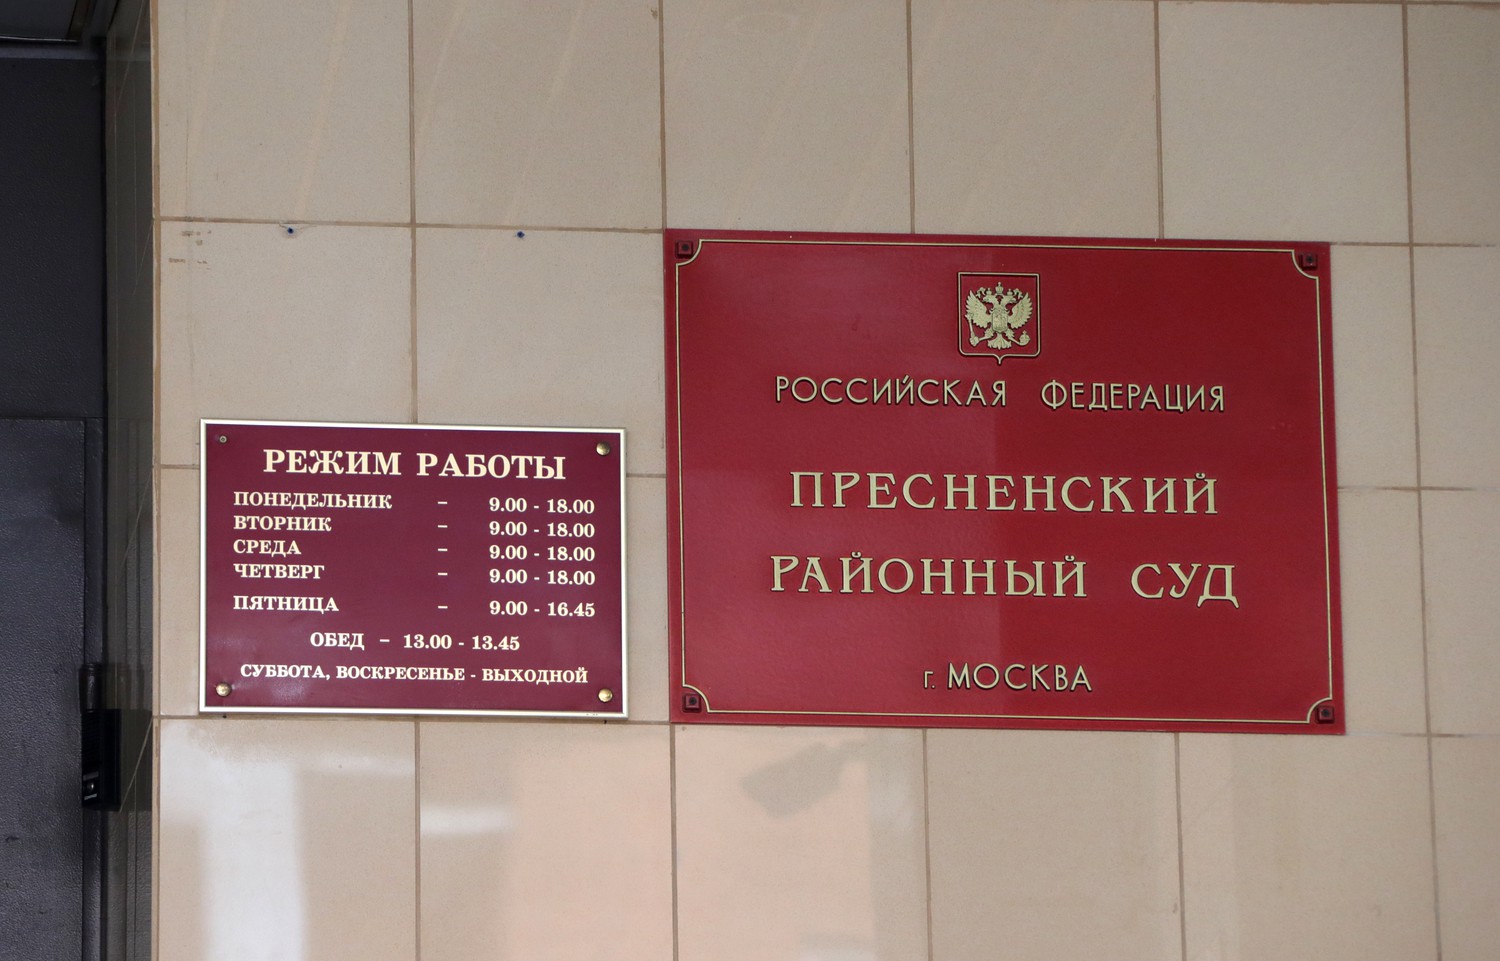 РЕЖИМ РАБОТЫ
ПОНЕДЕЛЬНИК - 9.00 - 18.00
ВТОРНИК - 9.00 - 18.00
СРЕДА - 9.00 - 18.00
ЧЕТВЕРГ - 9.00 - 18.00
ПЯТНИЦА - 9.00 - 16.45
ОБЕД - 13.00 - 13.45
СУББОТА, ВОСКРЕСЕНЬЕ - ВЫХОДНОЙ
РОССИЙСКАЯ ФЕДЕРАЦИЯ
ПРЕСНЕНСКИЙ
РАЙОННЫЙ СУД
г. МОСКВА